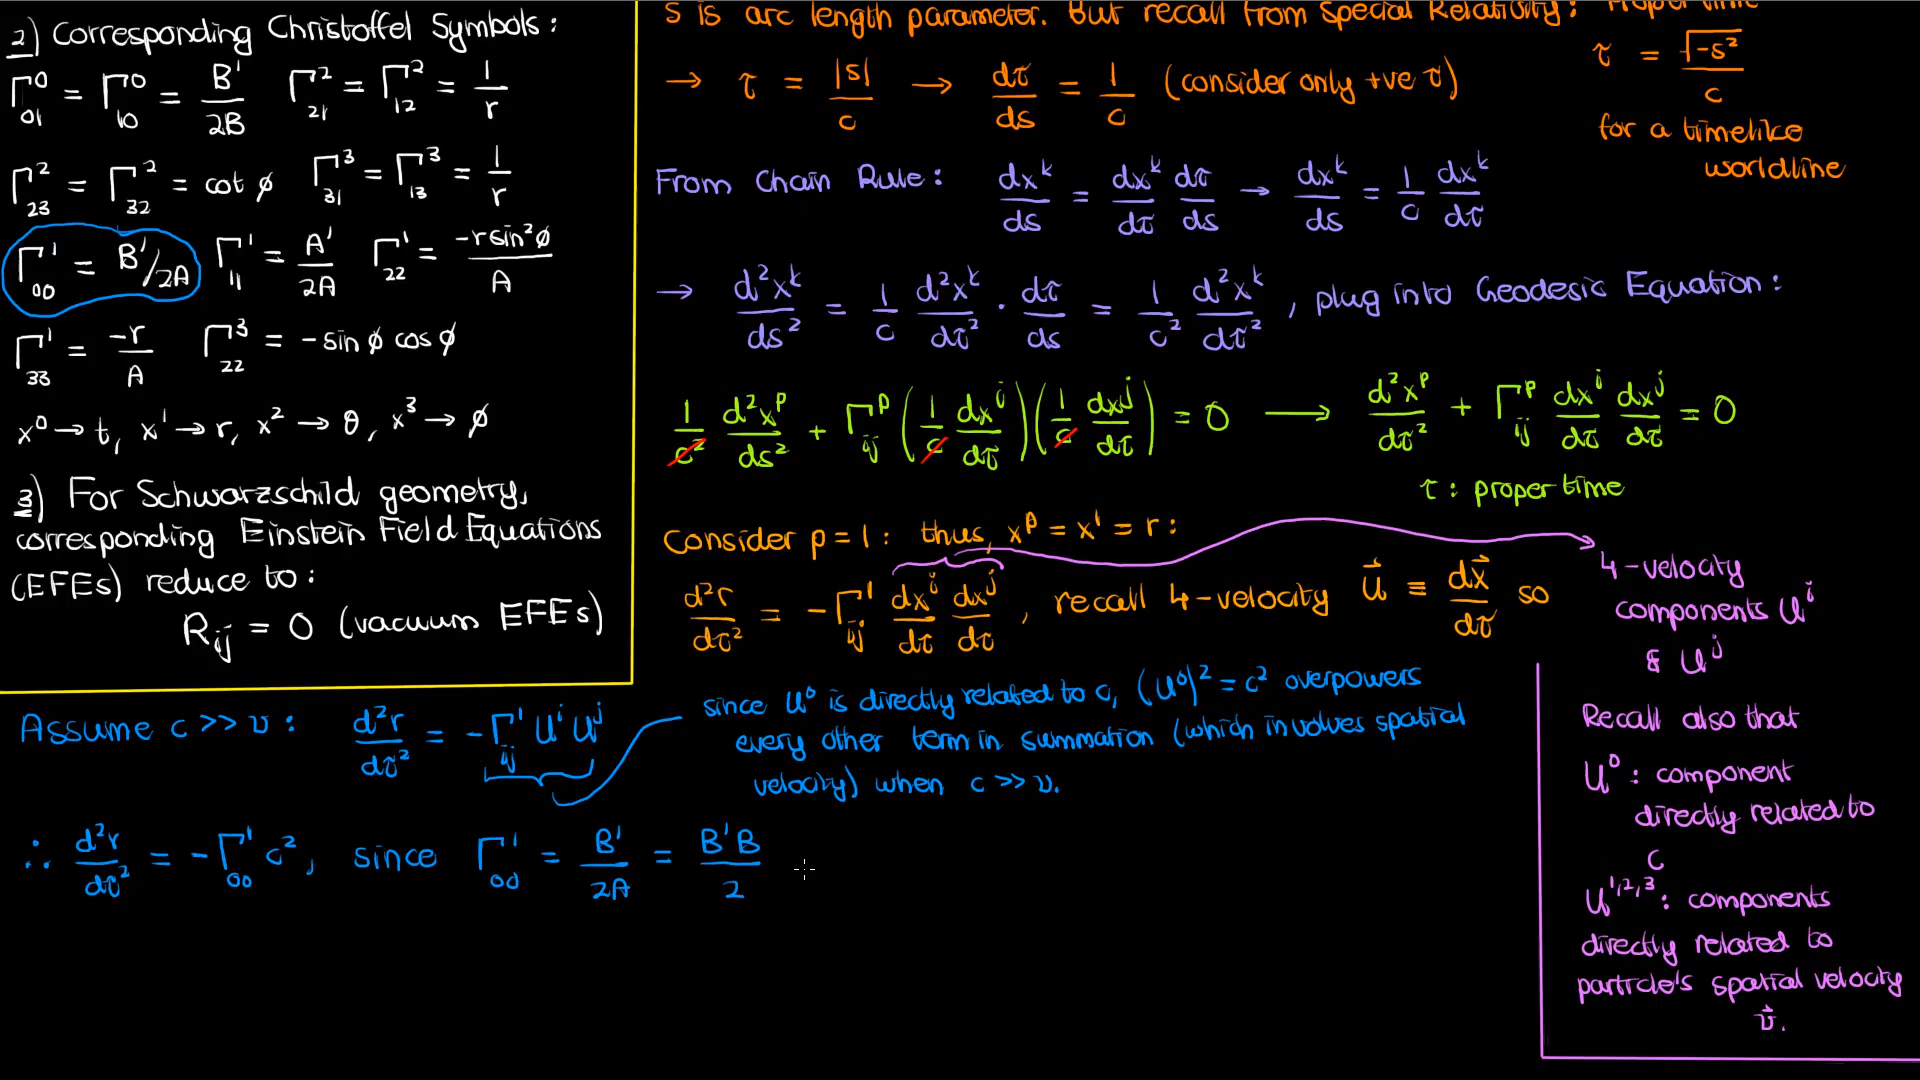 2) Corresponding Christoffel Symbols:
Γ⁰₀₁ = Γ⁰₁₀ = B'/2B   Γ²₂₁ = Γ²₁₂ = 1/r
Γ²₂₃ = Γ²₃₂ = cot ϕ   Γ³₃₁ = Γ³₁₃ = 1/r
Γ¹₀₀ = B'/2A   Γ¹₁₁ = A'/2A   Γ¹₂₂ = -r sin²ϕ/A
Γ¹₃₃ = -r/A   Γ³₂₂ = -sin ϕ cos ϕ
x⁰ → t, x¹ → r, x² → θ, x³ → ϕ
3) For Schwarzschild geometry,
corresponding Einstein Field Equations
(EFEs) reduce to:
R_ij = 0 (vacuum EFEs)
s is arc length parameter. But recall from Special Relativity: Proper time
→ τ = |s|/c → dτ/ds = 1/c (consider only +ve τ)
τ = √(-s²)/c
for a timelike
worldline
From Chain Rule: dx^k/ds = dx^k/dτ dτ/ds → dx^k/ds = 1/c dx^k/dτ
→ d²x^k/ds² = 1/c d²x^k/dτ² · dτ/ds = 1/c² d²x^k/dτ², plug into Geodesic Equation:
1/c² d²x^p/ds² + Γ^p_ij (1/c dx^i/dτ)(1/c dx^j/dτ) = 0 → d²x^p/dτ² + Γ^p_ij dx^i/dτ dx^j/dτ = 0
τ: proper time
Consider p = 1: thus, x^p = x¹ = r:
d²r/dτ² = -Γ¹_ij dx^i/dτ dx^j/dτ, recall 4-velocity u⃗ ≡ dx⃗/dτ so
4-velocity
components U^i
& U^j
Recall also that
U⁰: component
directly related to
c
U^1,2,3: components
directly related to
particle's spatial velocity
v⃗.
Assume c >> v: d²r/dτ² = -Γ¹_ij U^i U^j
since U⁰ is directly related to c, (U⁰)² = c² overpowers
every other term in summation (which involves spatial
velocity) when c >> v.
∴ d²r/dτ² = -Γ¹₀₀ c², since Γ¹₀₀ = B'/2A = B'B/2